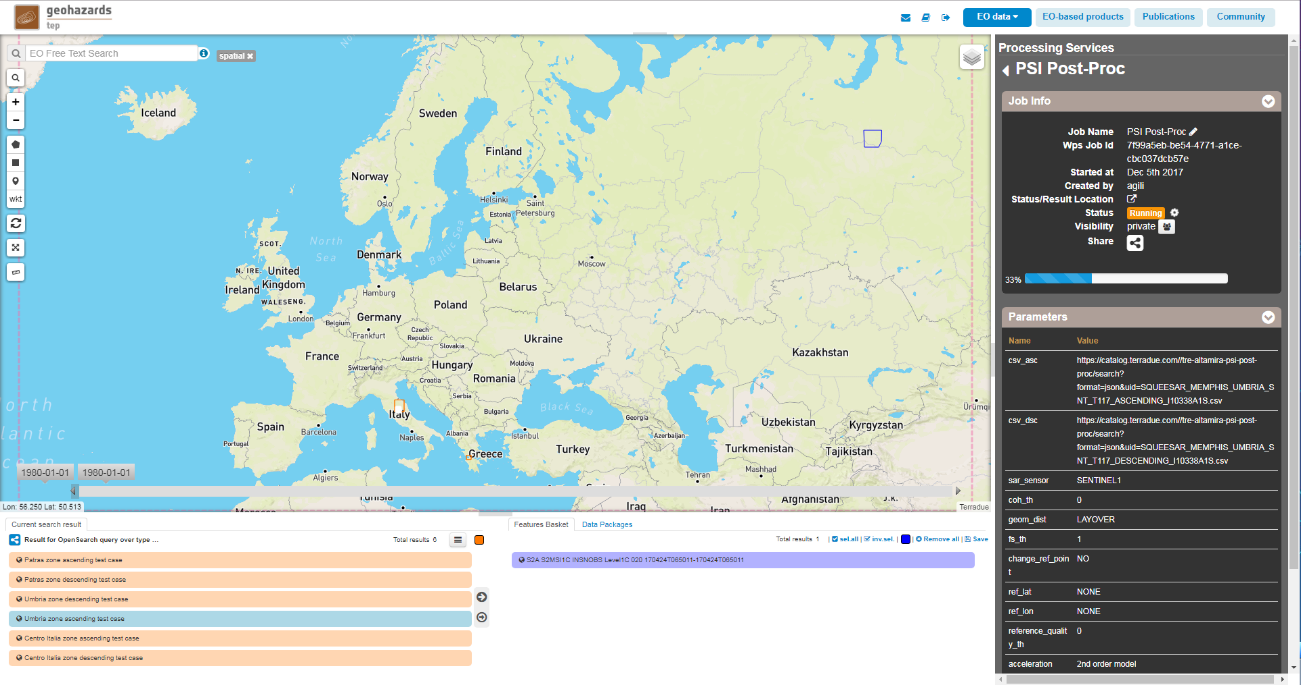 geohazards
tep
EO data
EO-based products
Publications
Community
EO Free Text Search
spatial
wkt
Iceland
Sweden
Finland
Norway
Oslo
Helsinki
Saint
Petersburg
Estonia
North
Sea
Baltic Sea
Latvia
Lithuania
Moscow
SCOT.
Denmark
N. IRE.
United
Kingdom
Ireland
WALES
ENG.
London
Hamburg
Belarus
Poland
Belgium
Germany
Frankfurt
Czech
Republic
Slovakia
Ukraine
Kazakhstan
France
Austria
Switzerland
Hungary
Moldova
Croatia
Romania
Serbia
Italy
Bulgaria
Black Sea
Georgia
Uzbekistan
Kyrgyzstan
Ürümqi
Spain
Barcelona
Portugal
Naples
Albania
Istanbul
Azerbaijan
Greece
Turkey
Turkmenistan
Tajikistan
Mashhad
Tehran
Algiers
Tunisia
Morocco
Iraq
Iran
Afghanistan
J.K.
North
Atlantic
Ocean
1980-01-01
1980-01-01
Lon: 56.250 Lat: 50.513
Terradue
Current search result
Result for OpenSearch query over type ...
Total results 6
Patras zone ascending test case
Patras zone descending test case
Umbria zone descending test case
Umbria zone ascending test case
Centro Italia zone ascending test case
Centro Italia zone descending test case
Features Basket
Data Packages
Total results 1 | sel.all | inv.sel. | Remove all | Save
S2A S2MSI1C INSNOBS Level1C 020 170424T065011-170424T065011
Processing Services
PSI Post-Proc
Job Info
Job Name PSI Post-Proc
Wps Job Id 7f99a5eb-be54-4771-a1ce-
cbc037dcb57e
Started at Dec 5th 2017
Created by agili
Status/Result Location
Status Running
Visibility private
Share
33%
Parameters
Name Value
csv_asc https://catalog.terradue.com//tre-altamira-psi-post-
proc/search?
format=json&uid=SQUEESAR_MEMPHIS_UMBRIA_S
NT_T117_ASCENDING_I10338A1S.csv
csv_dsc https://catalog.terradue.com//tre-altamira-psi-post-
proc/search?
format=json&uid=SQUEESAR_MEMPHIS_UMBRIA_S
NT_T117_DESCENDING_I10338A1S.csv
sar_sensor SENTINEL1
coh_th 0
geom_dist LAYOVER
fs_th 1
change_ref_poin NO
t
ref_lat NONE
ref_lon NONE
reference_qualit 0
y_th
acceleration 2nd order model